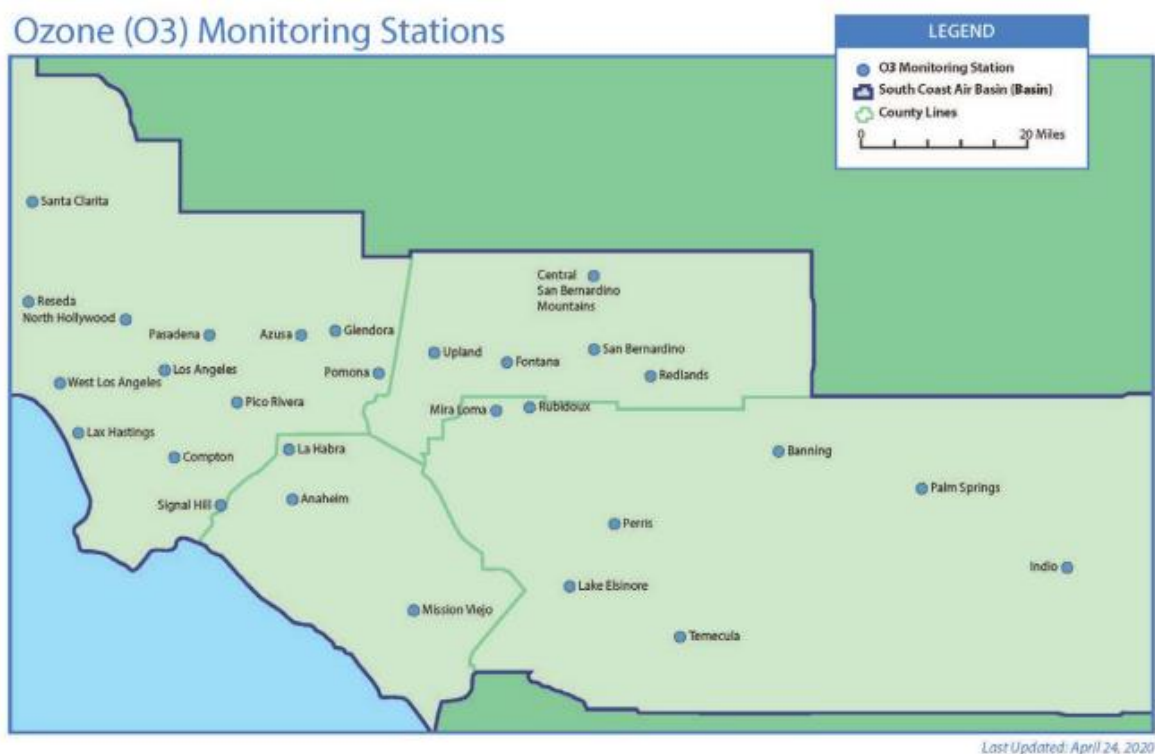 Ozone (O3) Monitoring Stations
LEGEND
O3 Monitoring Station
South Coast Air Basin (Basin)
County Lines
0 20 Miles
Santa Clarita
Reseda
North Hollywood
Pasadena
Azusa
Glendora
Central
San Bernardino
Mountains
Upland
Fontana
San Bernardino
Redlands
West Los Angeles
Los Angeles
Pomona
Pico Rivera
Mira Loma
Rubidoux
Lax Hastings
Compton
La Habra
Banning
Signal Hill
Anaheim
Palm Springs
Perris
Indio
Lake Elsinore
Mission Viejo
Temecula
Last Updated: April 24, 2020